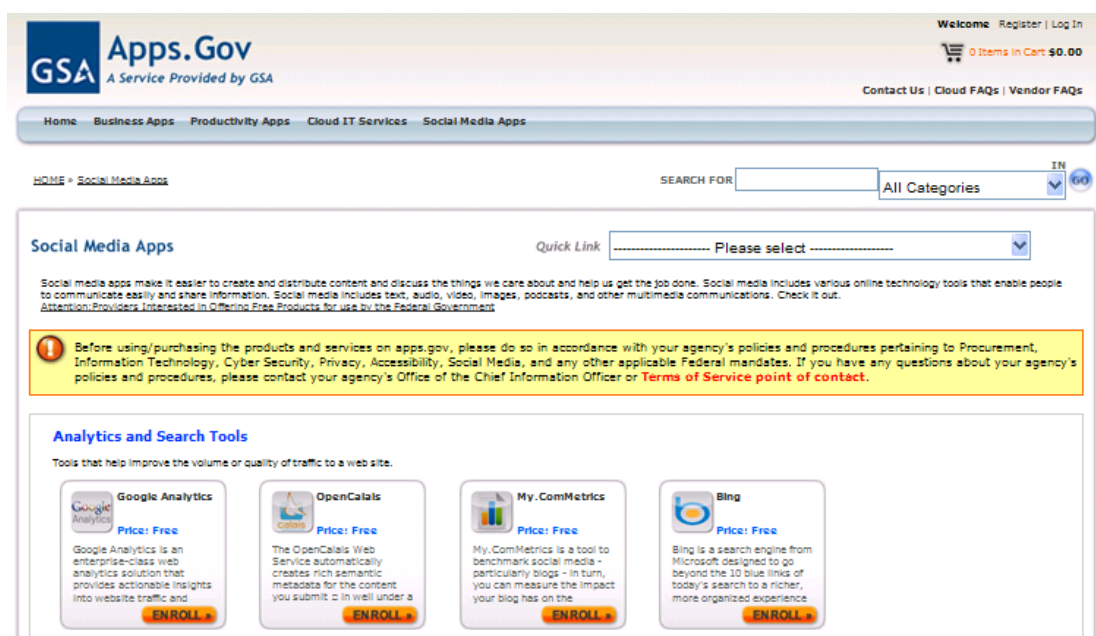 Welcome Register | Log In
GSA Apps.Gov
A Service Provided by GSA
0 Items in Cart $0.00
Contact Us | Cloud FAQs | Vendor FAQs
Home Business Apps Productivity Apps Cloud IT Services Social Media Apps
HOME » Social Media Apps
SEARCH FOR
All Categories
IN
GO
Social Media Apps
Quick Link
---------------------- Please select -------------------
Social media apps make it easier to create and distribute content and discuss the things we care about and help us get the job done. Social media includes various online technology tools that enable people
to communicate easily and share information. Social media includes text, audio, video, images, podcasts, and other multimedia communications. Check it out.
Attention:Providers Interested in Offering Free Products for use by the Federal Government
Before using/purchasing the products and services on apps.gov, please do so in accordance with your agency's policies and procedures pertaining to Procurement,
Information Technology, Cyber Security, Privacy, Accessibility, Social Media, and any other applicable Federal mandates. If you have any questions about your agency's
policies and procedures, please contact your agency's Office of the Chief Information Officer or Terms of Service point of contact.
Analytics and Search Tools
Tools that help improve the volume or quality of traffic to a web site.
Google Analytics
Google
Analytics
Price: Free
Google Analytics is an
enterprise-class web
analytics solution that
provides actionable insights
into website traffic and
ENROLL »
OpenCalais
calais
Price: Free
The OpenCalais Web
Service automatically
creates rich semantic
metadata for the content
you submit :: in well under a
ENROLL »
My.ComMetrics
Price: Free
My.ComMetrics is a tool to
benchmark social media -
particularly blogs - in turn,
you can measure the impact
your blog has on the
ENROLL »
Bing
Price: Free
Bing is a search engine from
Microsoft designed to go
beyond the 10 blue links of
today's search to a richer,
more organized experience
ENROLL »